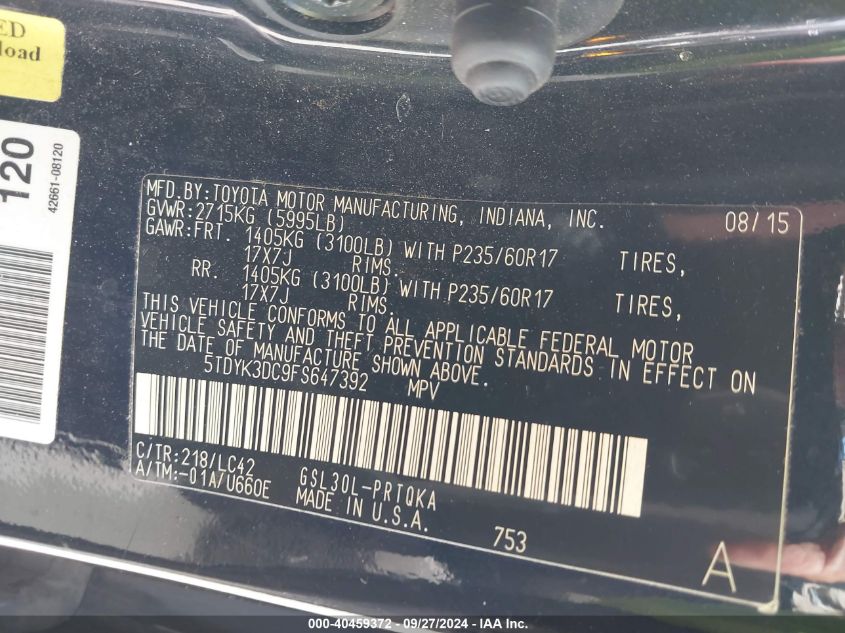 ED
load
120
42661-08120
MFD.BY:TOYOTA MOTOR MANUFACTURING, INDIANA, INC. 08/15
GVWR:2715KG (5995LB)
GAWR:FRT. 1405KG (3100LB) WITH P235/60R17 TIRES,
17X7J RIMS.
RR. 1405KG (3100LB) WITH P235/60R17 TIRES,
17X7J RIMS.
THIS VEHICLE CONFORMS TO ALL APPLICABLE FEDERAL MOTOR
VEHICLE SAFETY AND THEFT PREVENTION STANDARDS IN EFFECT ON
THE DATE OF MANUFACTURE SHOWN ABOVE.
5TDYK3DC9FS647392 MPV
C/TR:218/LC42 GSL30L-PRTQKA
A/TM:-01A/U660E MADE IN U.S.A.
753
A
000-40459372 - 09/27/2024 - IAA, Inc.